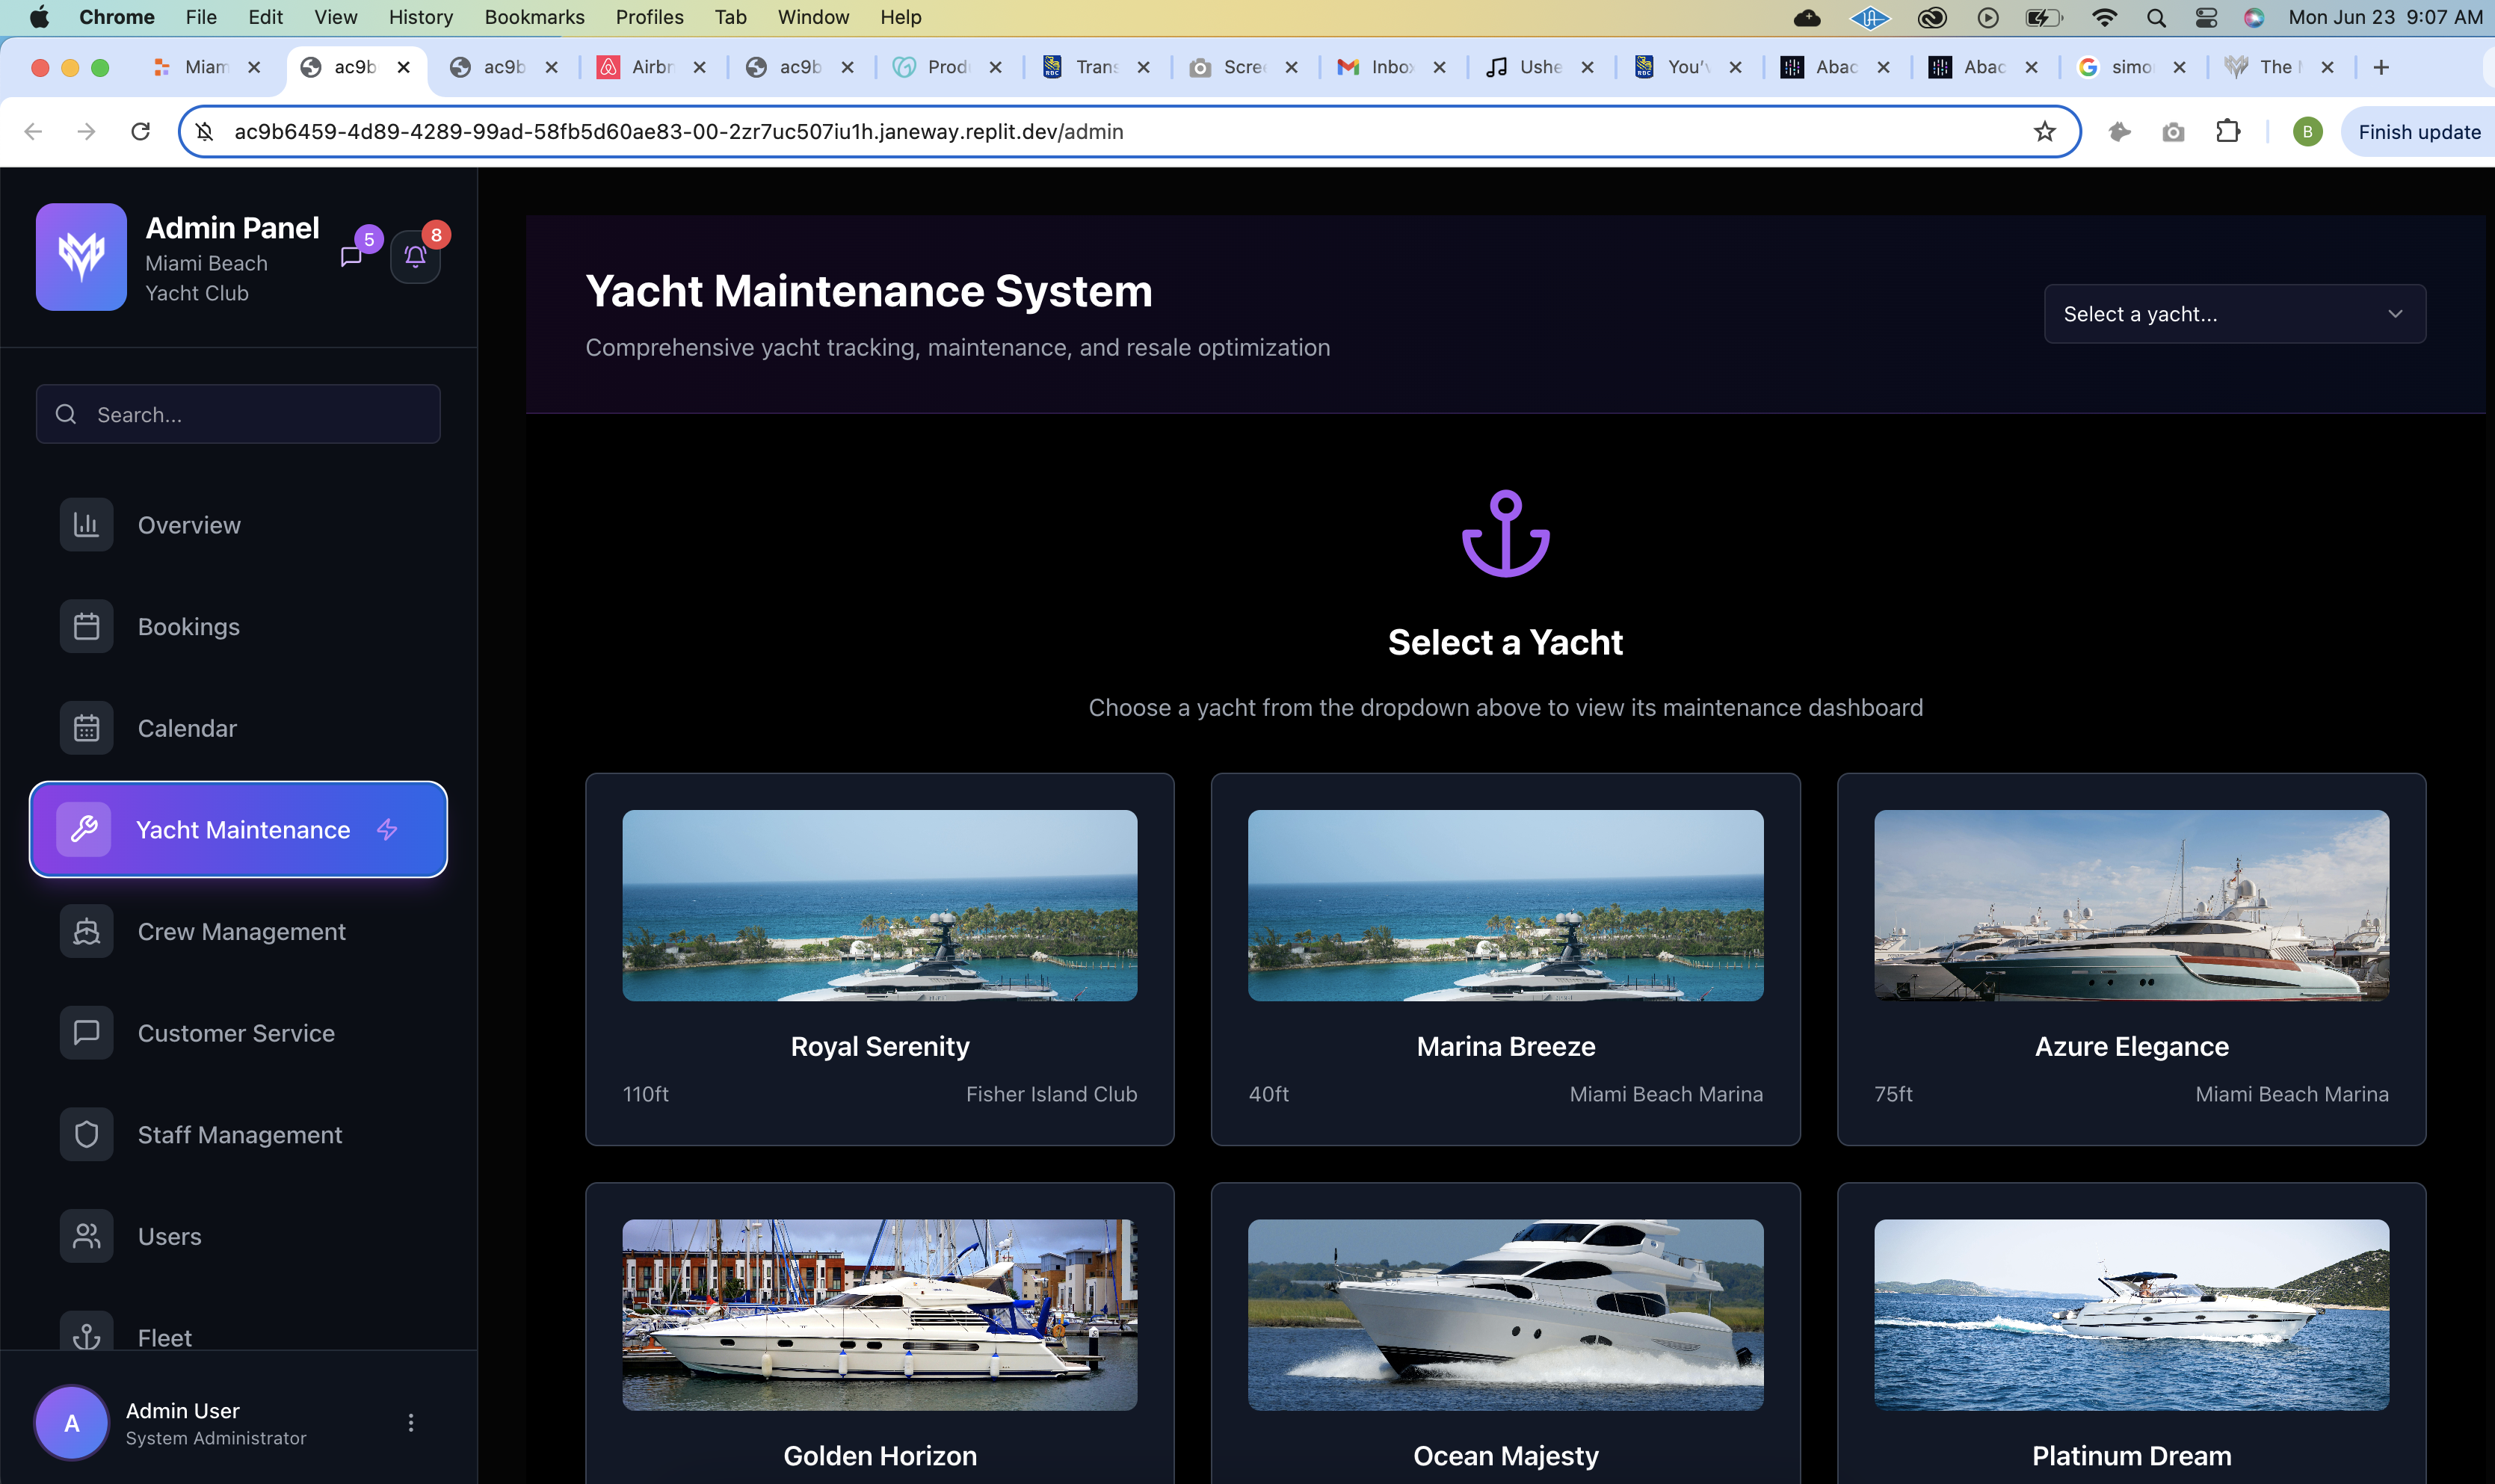 Chrome File Edit View History Bookmarks Profiles Tab Window Help Mon Jun 23 9:07 AM
Miam ac9b ac9b Airbn ac9b Prod Trans Scre Inbo Ushe You'v Abac Abac simo The
ac9b6459-4d89-4289-99ad-58fb5d60ae83-00-2zr7uc507iu1h.janeway.replit.dev/admin B Finish update
Admin Panel
Miami Beach
Yacht Club
5
8
Search...
Overview
Bookings
Calendar
Yacht Maintenance
Crew Management
Customer Service
Staff Management
Users
Fleet
A
Admin User
System Administrator
Yacht Maintenance System
Comprehensive yacht tracking, maintenance, and resale optimization
Select a yacht...
Select a Yacht
Choose a yacht from the dropdown above to view its maintenance dashboard
Royal Serenity
110ft Fisher Island Club
Marina Breeze
40ft Miami Beach Marina
Azure Elegance
75ft Miami Beach Marina
Golden Horizon
Ocean Majesty
Platinum Dream